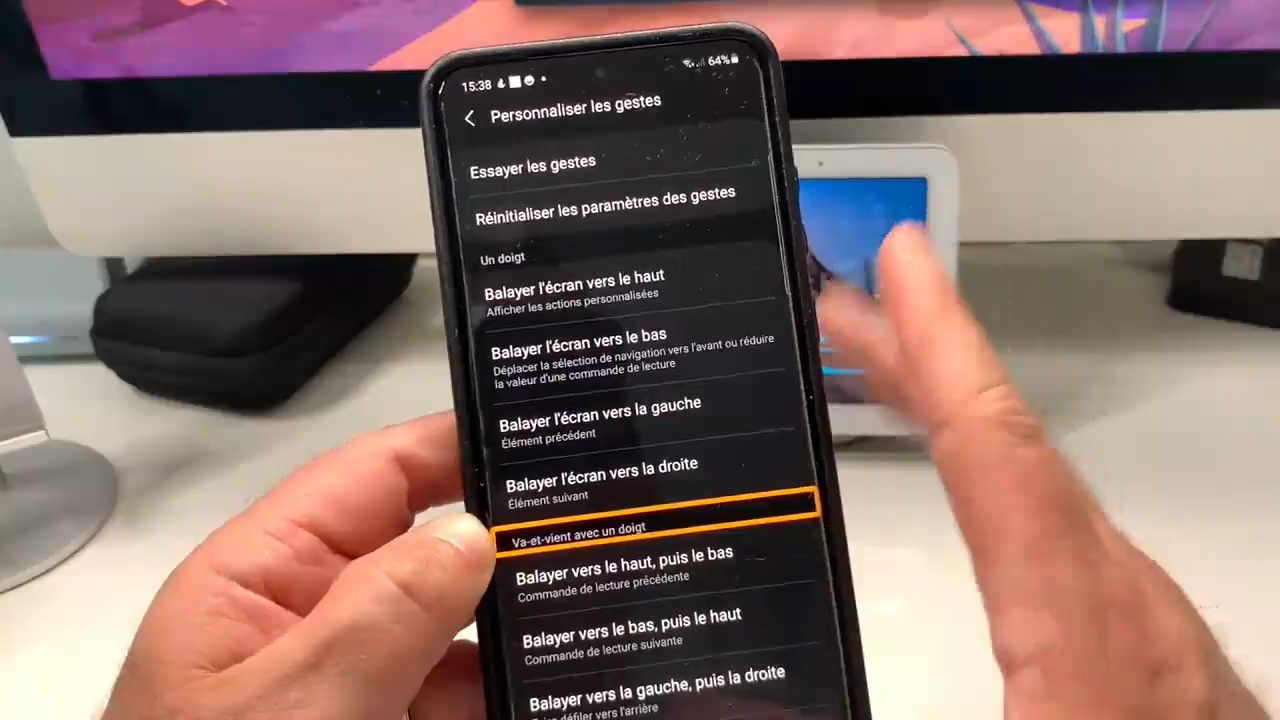 15:38
64%
Personnaliser les gestes
Essayer les gestes
Réinitialiser les paramètres des gestes
Un doigt
Balayer l'écran vers le haut
Afficher les actions personnalisées
Balayer l'écran vers le bas
Déplacer la sélection de navigation vers l'avant ou réduire
la valeur d'une commande de lecture
Balayer l'écran vers la gauche
Élément précédent
Balayer l'écran vers la droite
Élément suivant
Va-et-vient avec un doigt
Balayer vers le haut, puis le bas
Commande de lecture précédente
Balayer vers le bas, puis le haut
Commande de lecture suivante
Balayer vers la gauche, puis la droite
Faire défiler vers l'arrière